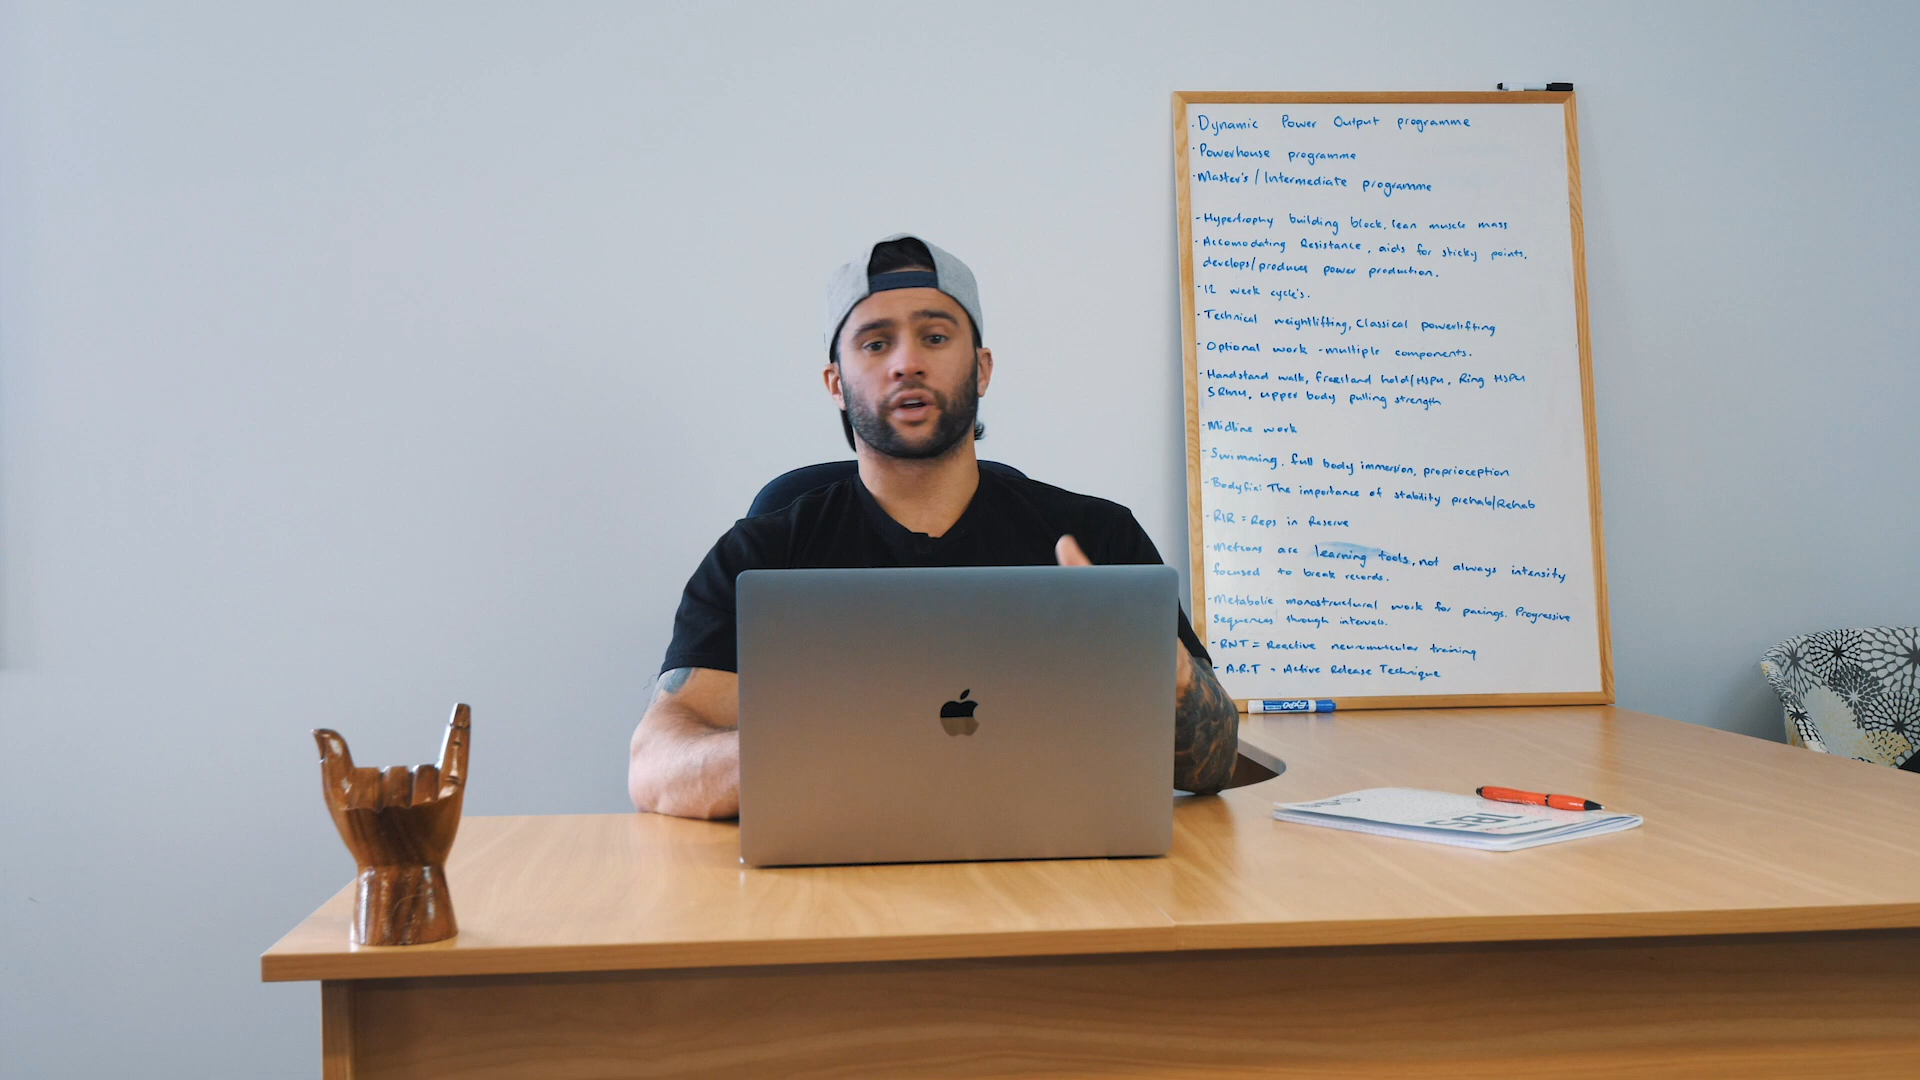 · Dynamic Power Output programme
· Powerhouse programme
· Master's / Intermediate programme
- Hypertrophy building block, lean muscle mass
· Accomodating Resistance, aids for sticky points,
develops/produces power production.
· 12 week cycle's.
· Technical weightlifting, Classical powerlifting
- Optional work - multiple components.
· Handstand walk, freestand hold/HSPU, Ring HSPU
SRMU, upper body pulling strength
- Midline work
- Swimming, full body immersion, proprioception
- Bodyfix: The importance of stability prehab/Rehab
- RIR = Reps in Reserve
- Metcons are learning tools, not always intensity
focused to break records.
- Metabolic monostructural work for pacings. Progressive
sequences through intervals.
- RNT = Reactive neuromuscular training
- A.R.T - Active Release Technique
EXPO
1B5